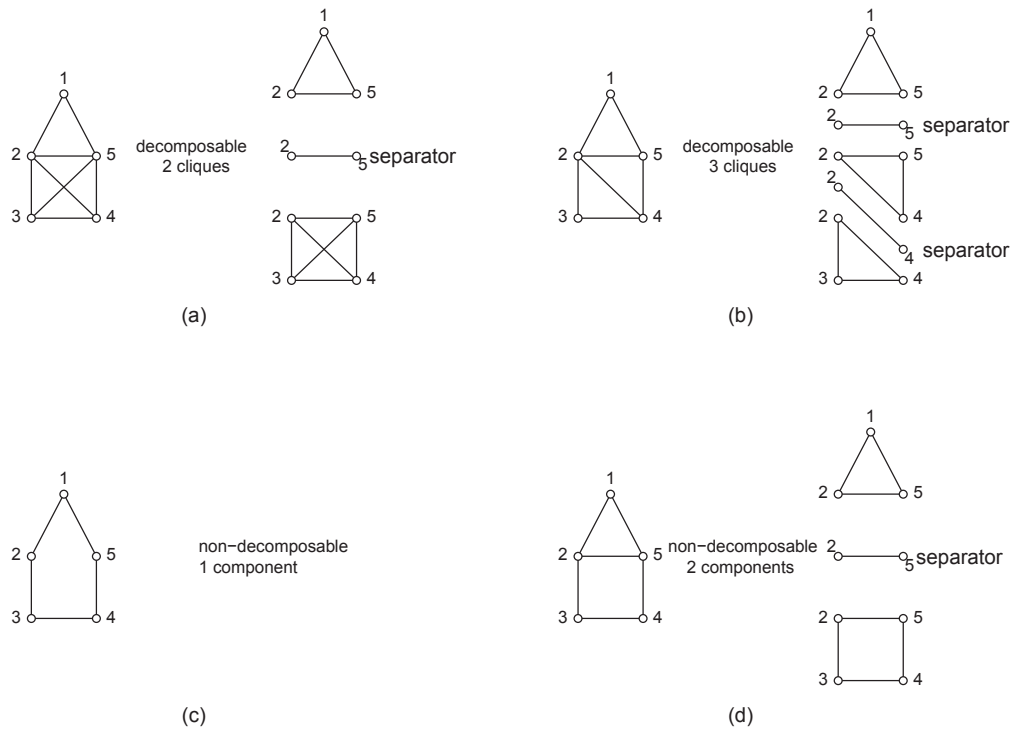 1
2 5
3 4
decomposable
2 cliques
1
2 5
2
5 separator
2 5
3 4
(a)
1
2 5
3 4
decomposable
3 cliques
1
2 5
2
5 separator
2 5
2
4
2
4 separator
3 4
(b)
1
2 5
3 4
non−decomposable
1 component
(c)
1
2 5
3 4
non−decomposable
2 components
1
2 5
2
5 separator
2 5
3 4
(d)